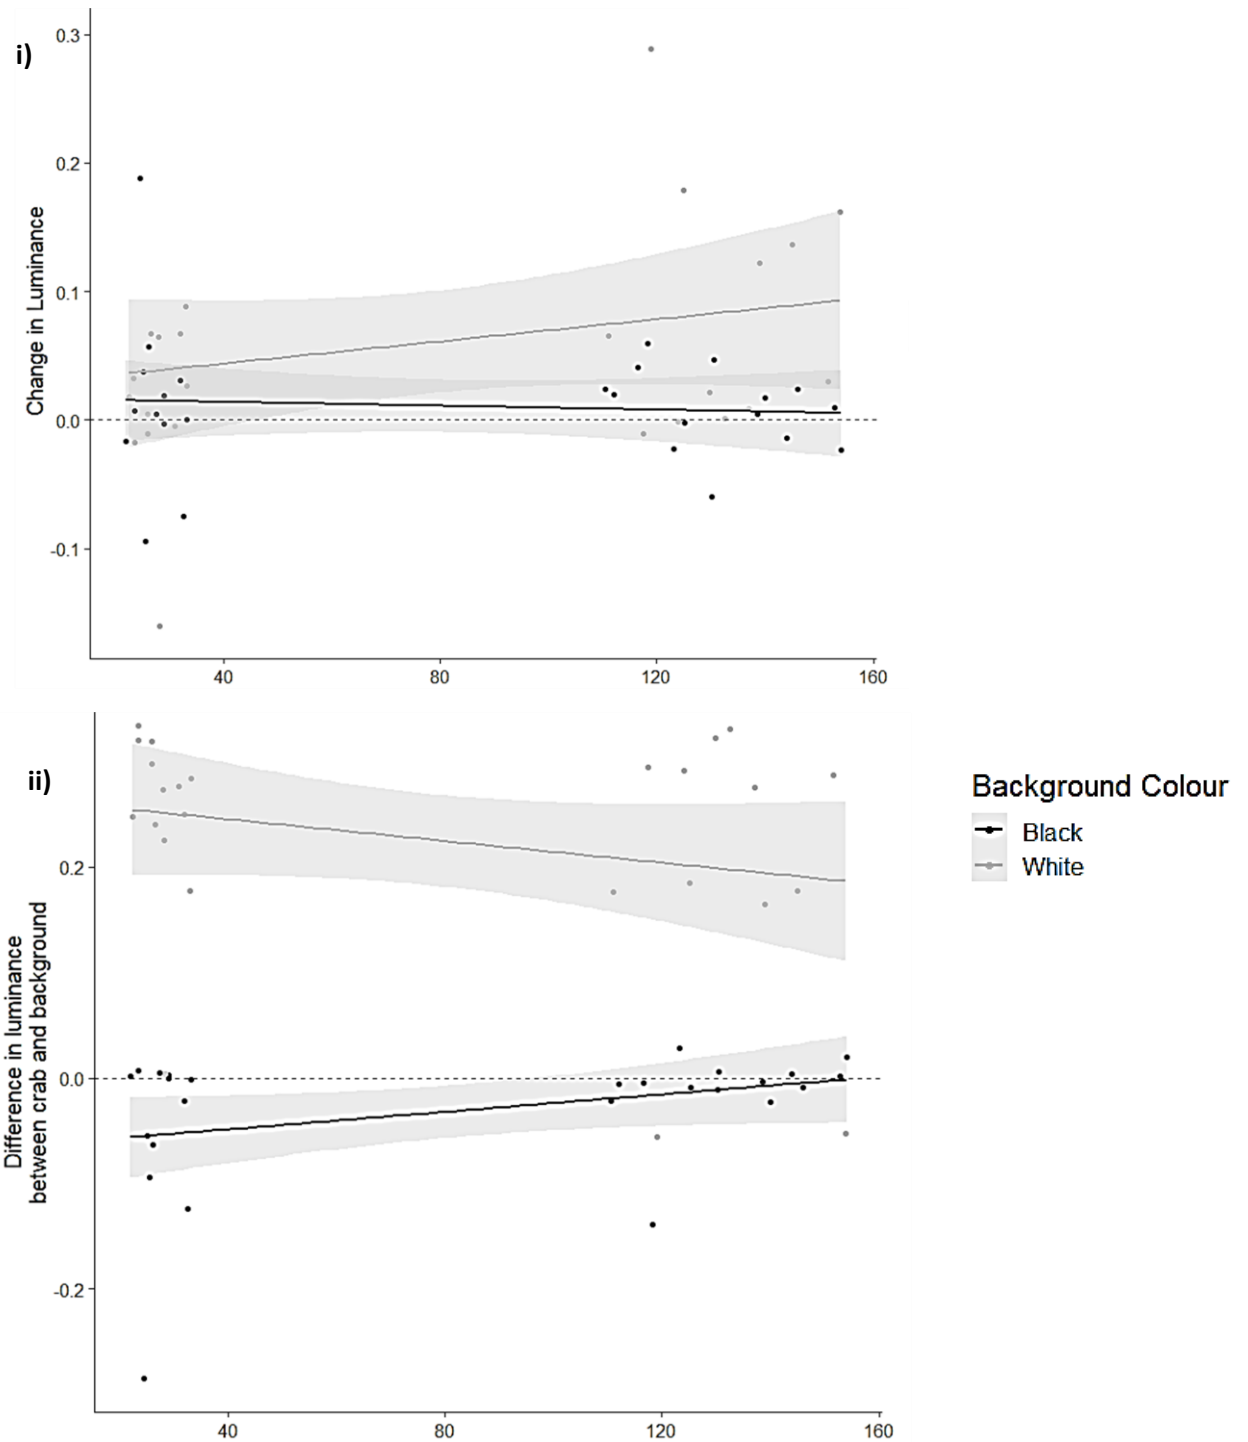 i)
0.3
0.2
0.1
0.0
-0.1
Change in Luminance
40 80 120 160
ii)
0.2
0.0
-0.2
Difference in luminance
between crab and background
40 80 120 160
Background Colour
Black
White